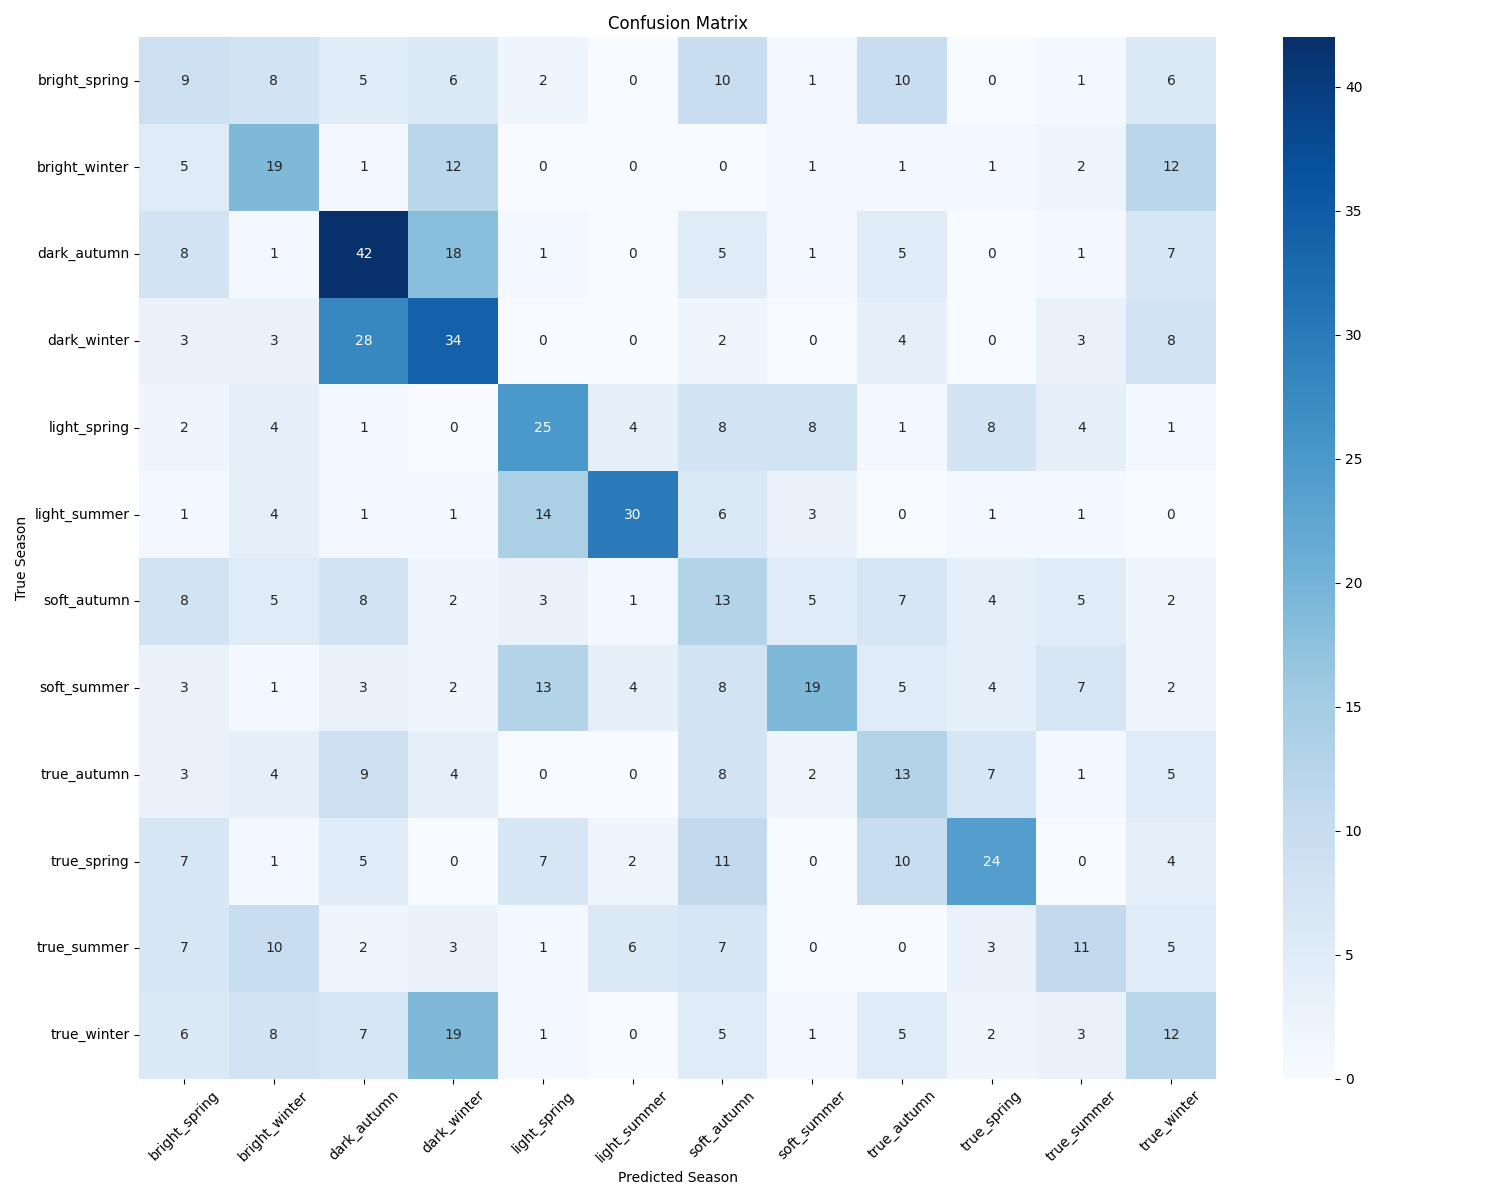 Confusion Matrix
True Season
bright_spring 9 8 5 6 2 0 10 1 10 0 1 6
bright_winter 5 19 1 12 0 0 0 1 1 1 2 12
dark_autumn 8 1 42 18 1 0 5 1 5 0 1 7
dark_winter 3 3 28 34 0 0 2 0 4 0 3 8
light_spring 2 4 1 0 25 4 8 8 1 8 4 1
light_summer 1 4 1 1 14 30 6 3 0 1 1 0
soft_autumn 8 5 8 2 3 1 13 5 7 4 5 2
soft_summer 3 1 3 2 13 4 8 19 5 4 7 2
true_autumn 3 4 9 4 0 0 8 2 13 7 1 5
true_spring 7 1 5 0 7 2 11 0 10 24 0 4
true_summer 7 10 2 3 1 6 7 0 0 3 11 5
true_winter 6 8 7 19 1 0 5 1 5 2 3 12
bright_spring bright_winter dark_autumn dark_winter light_spring light_summer soft_autumn soft_summer true_autumn true_spring true_summer true_winter
Predicted Season
40
35
30
25
20
15
10
5
0